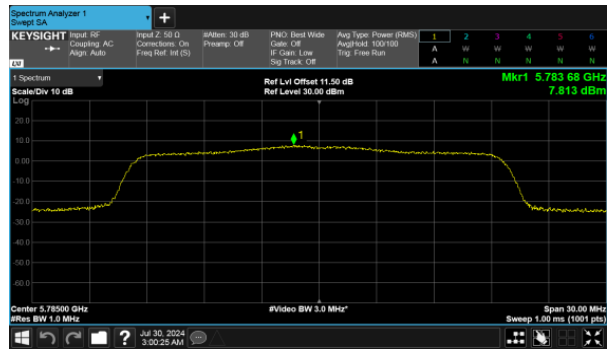 Spectrum Analyzer 1
Swept SA
+
KEYSIGHT
Input: RF
Coupling: AC
Align: Auto
Input Z: 50 Ω
Corrections: On
Freq Ref: Int (S)
#Atten: 30 dB
Preamp: Off
PNO: Best Wide
Gate: Off
IF Gain: Low
Sig Track: Off
Avg Type: Power (RMS)
Avg|Hold: 100/100
Trig: Free Run
1 2 3 4 5 6
A W W W W W
A N N N N N
LXI
1 Spectrum
Scale/Div 10 dB
Ref Lvl Offset 11.50 dB
Ref Level 30.00 dBm
Mkr1 5.783 68 GHz
7.813 dBm
Log
20.0
10.0
0.00
-10.0
-20.0
-30.0
-40.0
-50.0
-60.0
1
Center 5.78500 GHz
#Res BW 1.0 MHz
#Video BW 3.0 MHz*
Span 30.00 MHz
Sweep 1.00 ms (1001 pts)
?
Jul 30, 2024
3:00:25 AM